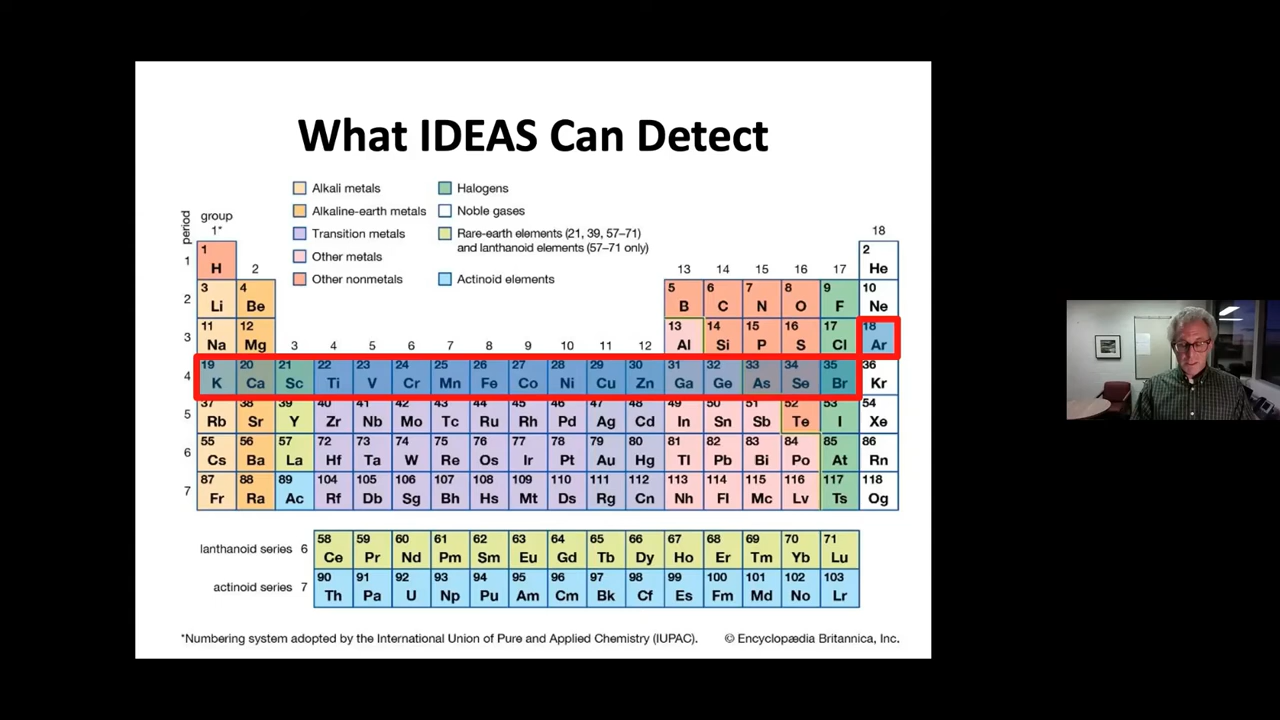 What IDEAS Can Detect
Alkali metals
Halogens
Alkaline-earth metals
Noble gases
Transition metals
Rare-earth elements (21, 39, 57–71)
and lanthanoid elements (57–71 only)
Other metals
Other nonmetals
Actinoid elements
period
group
1*
18
1
1 H
2 He
2
13 14 15 16 17
2
3 Li
4 Be
5 B
6 C
7 N
8 O
9 F
10 Ne
3
11 Na
12 Mg
3 4 5 6 7 8 9 10 11 12
13 Al
14 Si
15 P
16 S
17 Cl
18 Ar
4
19 K
20 Ca
21 Sc
22 Ti
23 V
24 Cr
25 Mn
26 Fe
27 Co
28 Ni
29 Cu
30 Zn
31 Ga
32 Ge
33 As
34 Se
35 Br
36 Kr
5
37 Rb
38 Sr
39 Y
40 Zr
41 Nb
42 Mo
43 Tc
44 Ru
45 Rh
46 Pd
47 Ag
48 Cd
49 In
50 Sn
51 Sb
52 Te
53 I
54 Xe
6
55 Cs
56 Ba
57 La
72 Hf
73 Ta
74 W
75 Re
76 Os
77 Ir
78 Pt
79 Au
80 Hg
81 Tl
82 Pb
83 Bi
84 Po
85 At
86 Rn
7
87 Fr
88 Ra
89 Ac
104 Rf
105 Db
106 Sg
107 Bh
108 Hs
109 Mt
110 Ds
111 Rg
112 Cn
113 Nh
114 Fl
115 Mc
116 Lv
117 Ts
118 Og
lanthanoid series 6
58 Ce
59 Pr
60 Nd
61 Pm
62 Sm
63 Eu
64 Gd
65 Tb
66 Dy
67 Ho
68 Er
69 Tm
70 Yb
71 Lu
actinoid series 7
90 Th
91 Pa
92 U
93 Np
94 Pu
95 Am
96 Cm
97 Bk
98 Cf
99 Es
100 Fm
101 Md
102 No
103 Lr
*Numbering system adopted by the International Union of Pure and Applied Chemistry (IUPAC).
© Encyclopædia Britannica, Inc.